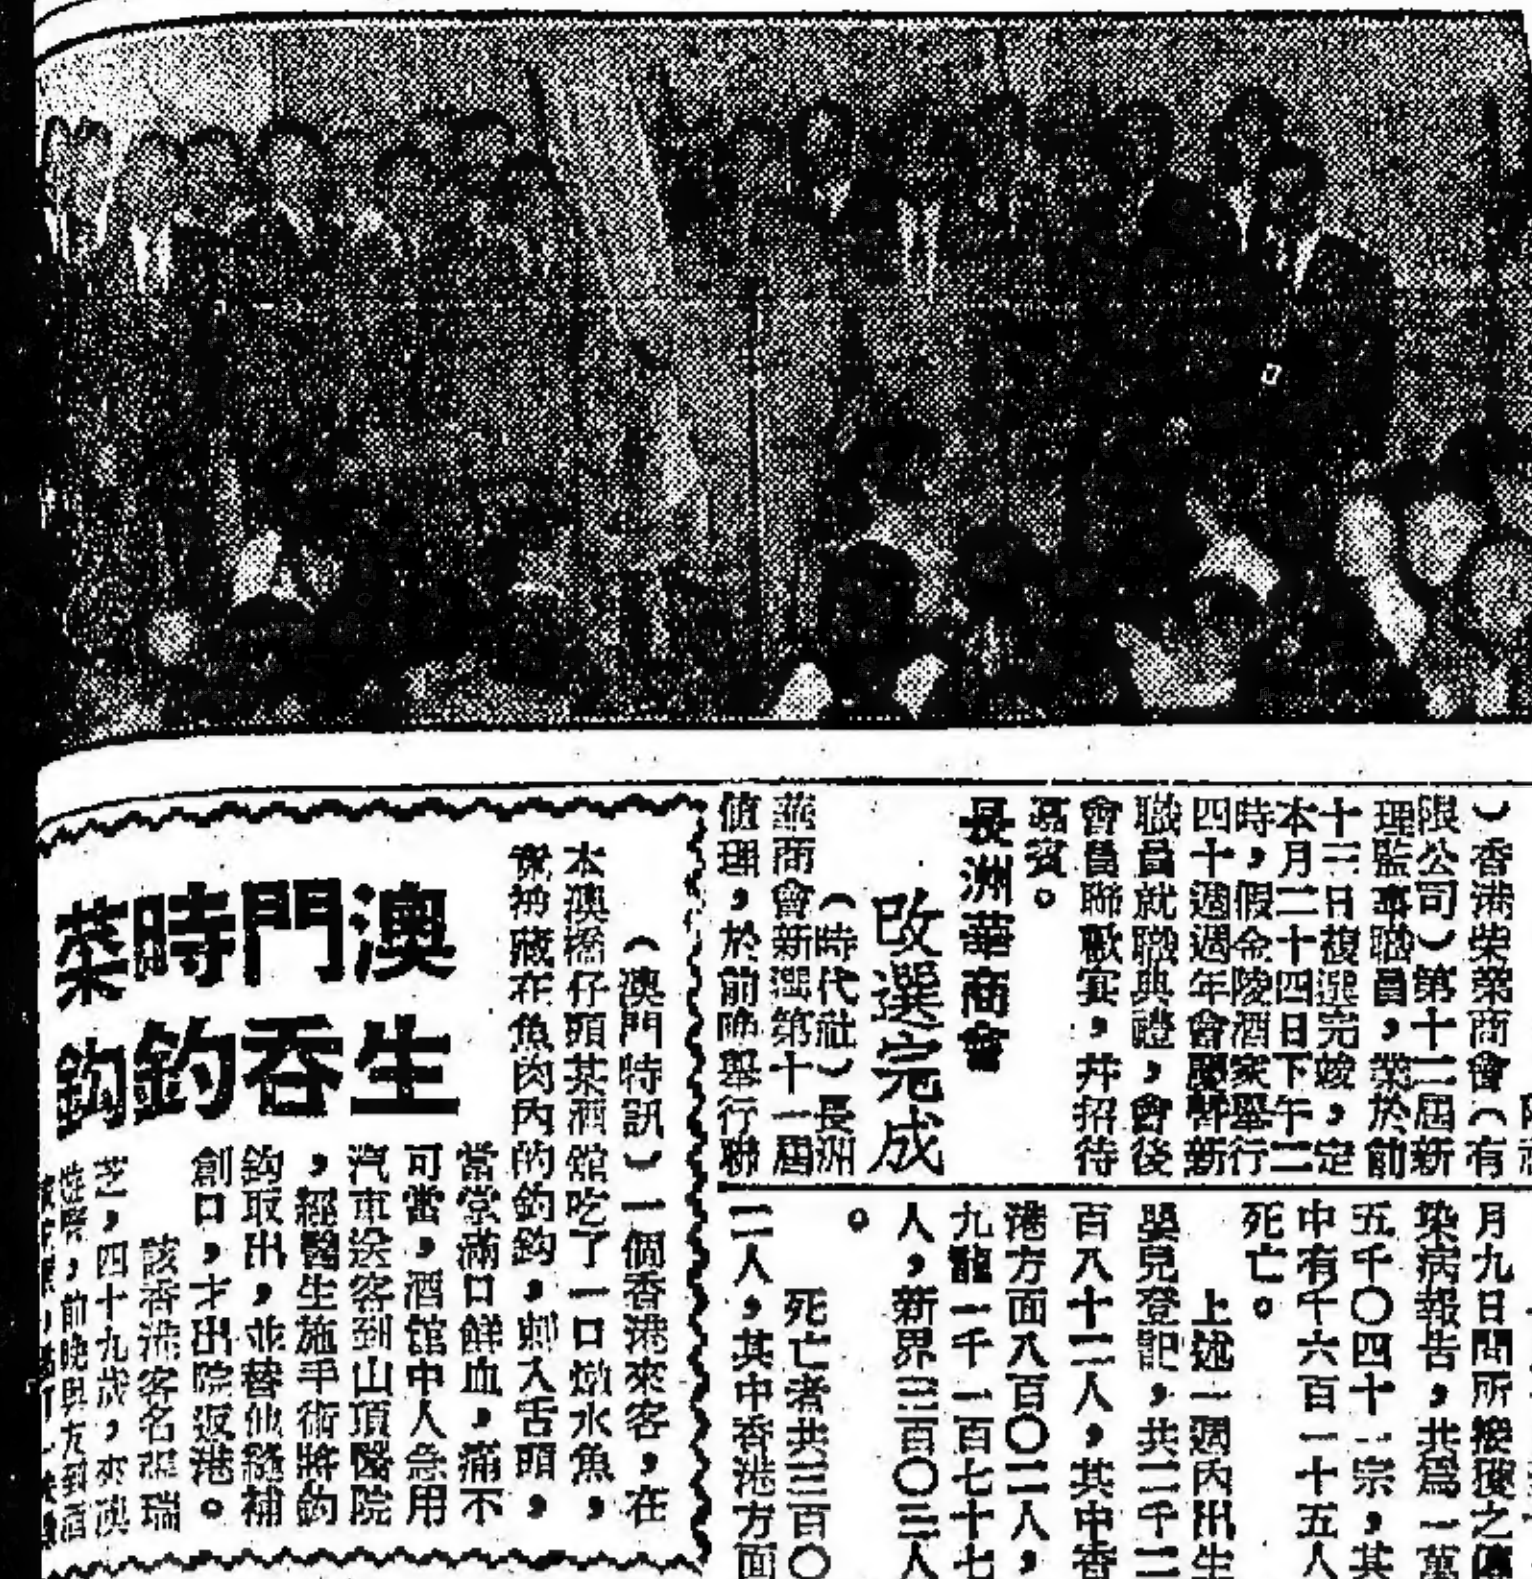 ）香港榮業商會（有
限公司）第十二屆新
理監事職員，業於前
十三日複選完竣，定
本月二十四日下午二
時，假金陵酒家舉行
四十週週年會慶暨新
職員就職典禮，會後
會員聯歡宴，幷招待
嘉賓。
長洲華商會
改選完成
（時代社）長洲
華商會新選第十一屆
值理，於前晚舉行聯
月九日間所接獲之傳
染病報告，共爲一萬
五千〇四十一宗，其
中有千六百一十五人
死亡。
上述一週內出生
嬰兒登記，共二千二
百八十二人，其中香
港方面八百〇二人，
九龍一千一百七十七
人，新界三百〇三人
。
死亡者共三百〇
二人，其中香港方面
澳門時菜
生吞釣鈎
（澳門特訊）一個香港來客，在
本澳橋仔頭某酒館吃了一口燉水魚，
藏在魚肉內的釣鈎，刺入舌頭，
當堂滿口鮮血，痛不
可當，酒館中人急用
汽車送客到山頂醫院
，經醫生施手術將鈎
鈎取出，並替他縫補
創口，才出院返港。
該香港客名 瑞
芝，四十九歲，來澳
，前晚與友到酒